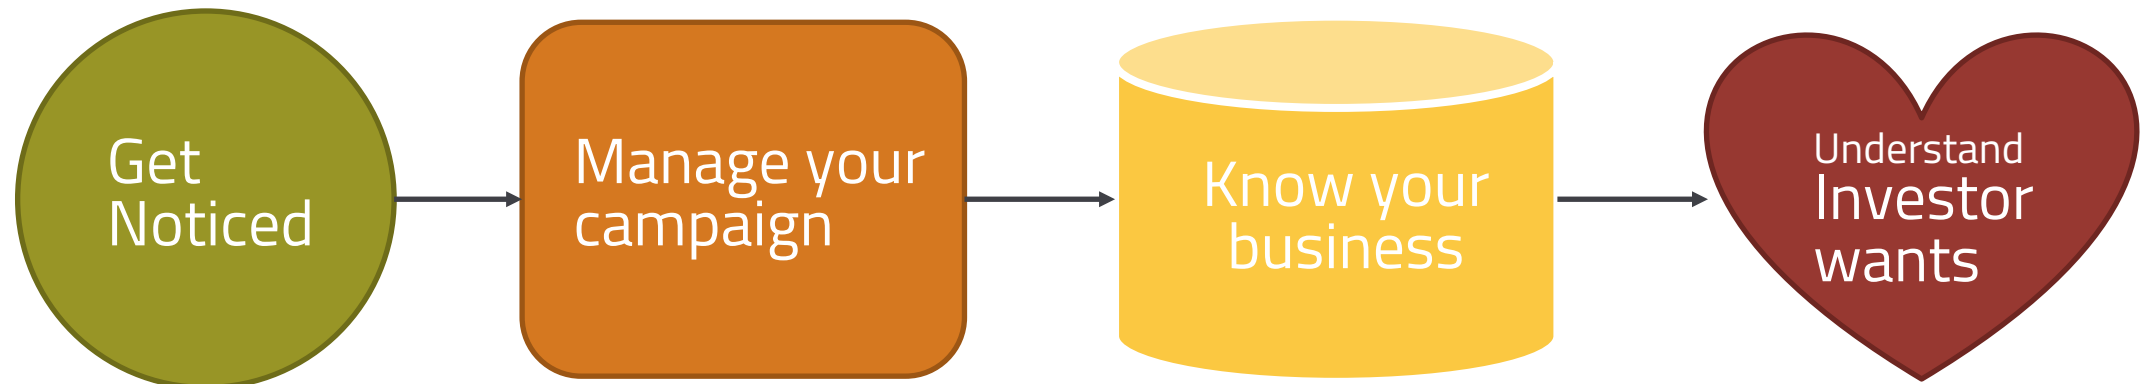 Get
Noticed
Manage your
campaign
Know your
business
Understand
Investor
wants